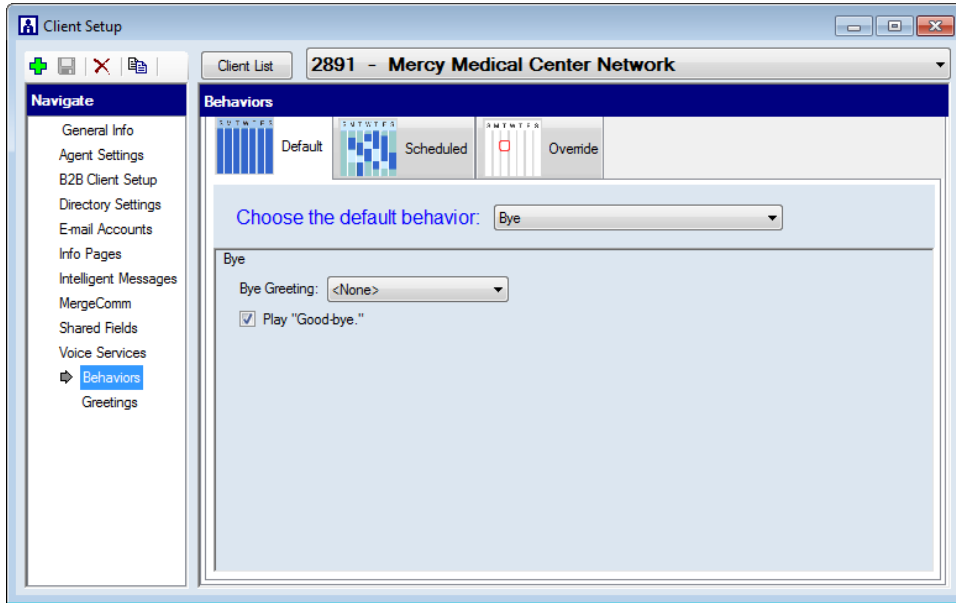 Client Setup
Client List
2891 - Mercy Medical Center Network
Navigate
General Info
Agent Settings
B2B Client Setup
Directory Settings
E-mail Accounts
Info Pages
Intelligent Messages
MergeComm
Shared Fields
Voice Services
Behaviors
Greetings
Behaviors
S M T W T F S
Default
S M T W T F S
Scheduled
S M T W T F S
Override
Choose the default behavior: Bye
Bye
Bye Greeting: <None>
Play "Good-bye."